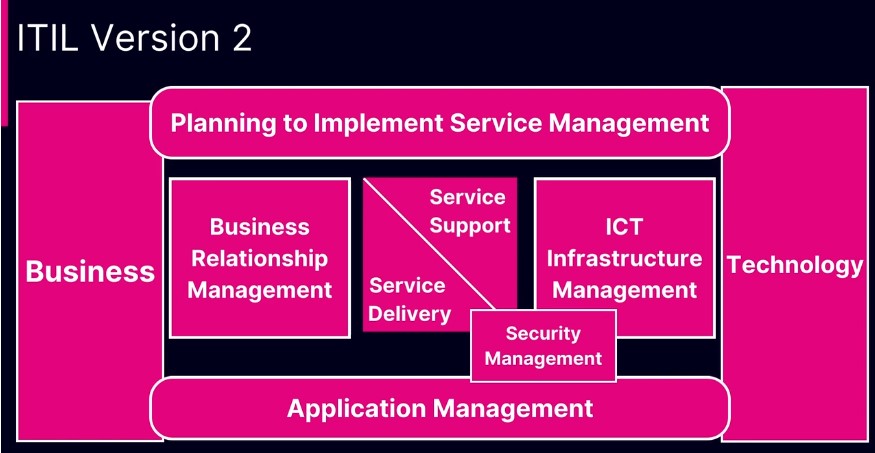 ITIL Version 2
Planning to Implement Service Management
Business
Business
Relationship
Management
Service
Support
Service
Delivery
ICT
Infrastructure
Management
Technology
Security
Management
Application Management